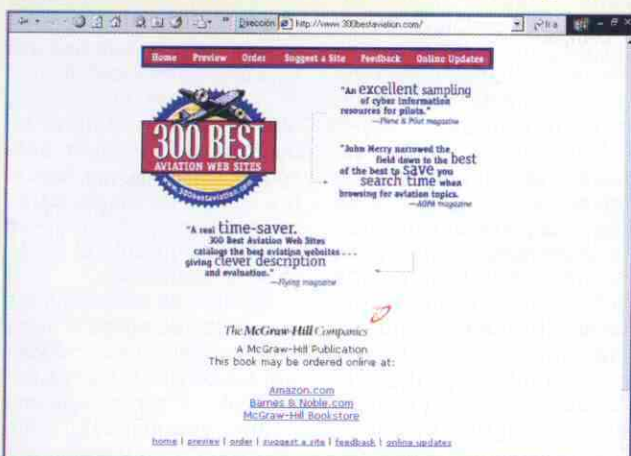 Dirección http://www.300bestaviation.com/ Ir a
Home Preview Order Suggest a Site Feedback Online Updates
300 BEST
AVIATION WEB SITES
www.300bestaviation.com
"An excellent sampling
of cyber information
resources for pilots."
—Plane & Pilot magazine
"John Merry narrowed the
field down to the best
of the best to save you
search time when
browsing for aviation topics.
—AOPA magazine
"A real time-saver.
300 Best Aviation Web Sites
catalogs the best aviation websites . . .
giving clever description
and evaluation."
—Flying magazine
The McGraw-Hill Companies
A McGraw-Hill Publication
This book may be ordered online at:
Amazon.com
Barnes & Noble.com
McGraw-Hill Bookstore
home | preview | order | suggest a site | feedback | online updates